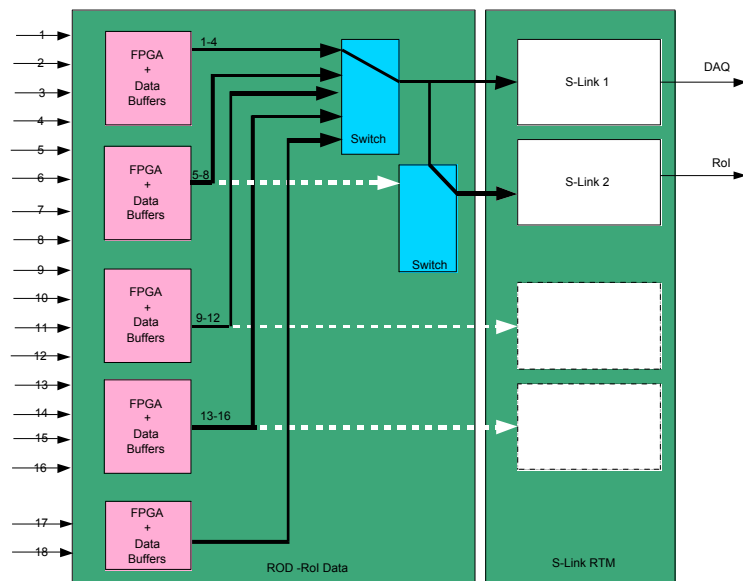 1
2
3
4
5
6
7
8
9
10
11
12
13
14
15
16
17
18
FPGA
+
Data
Buffers
1-4
FPGA
+
Data
Buffers
5-8
FPGA
+
Data
Buffers
9-12
FPGA
+
Data
Buffers
13-16
FPGA
+
Data
Buffers
Switch
Switch
ROD -RoI Data
S-Link 1
S-Link 2
S-Link RTM
DAQ
RoI